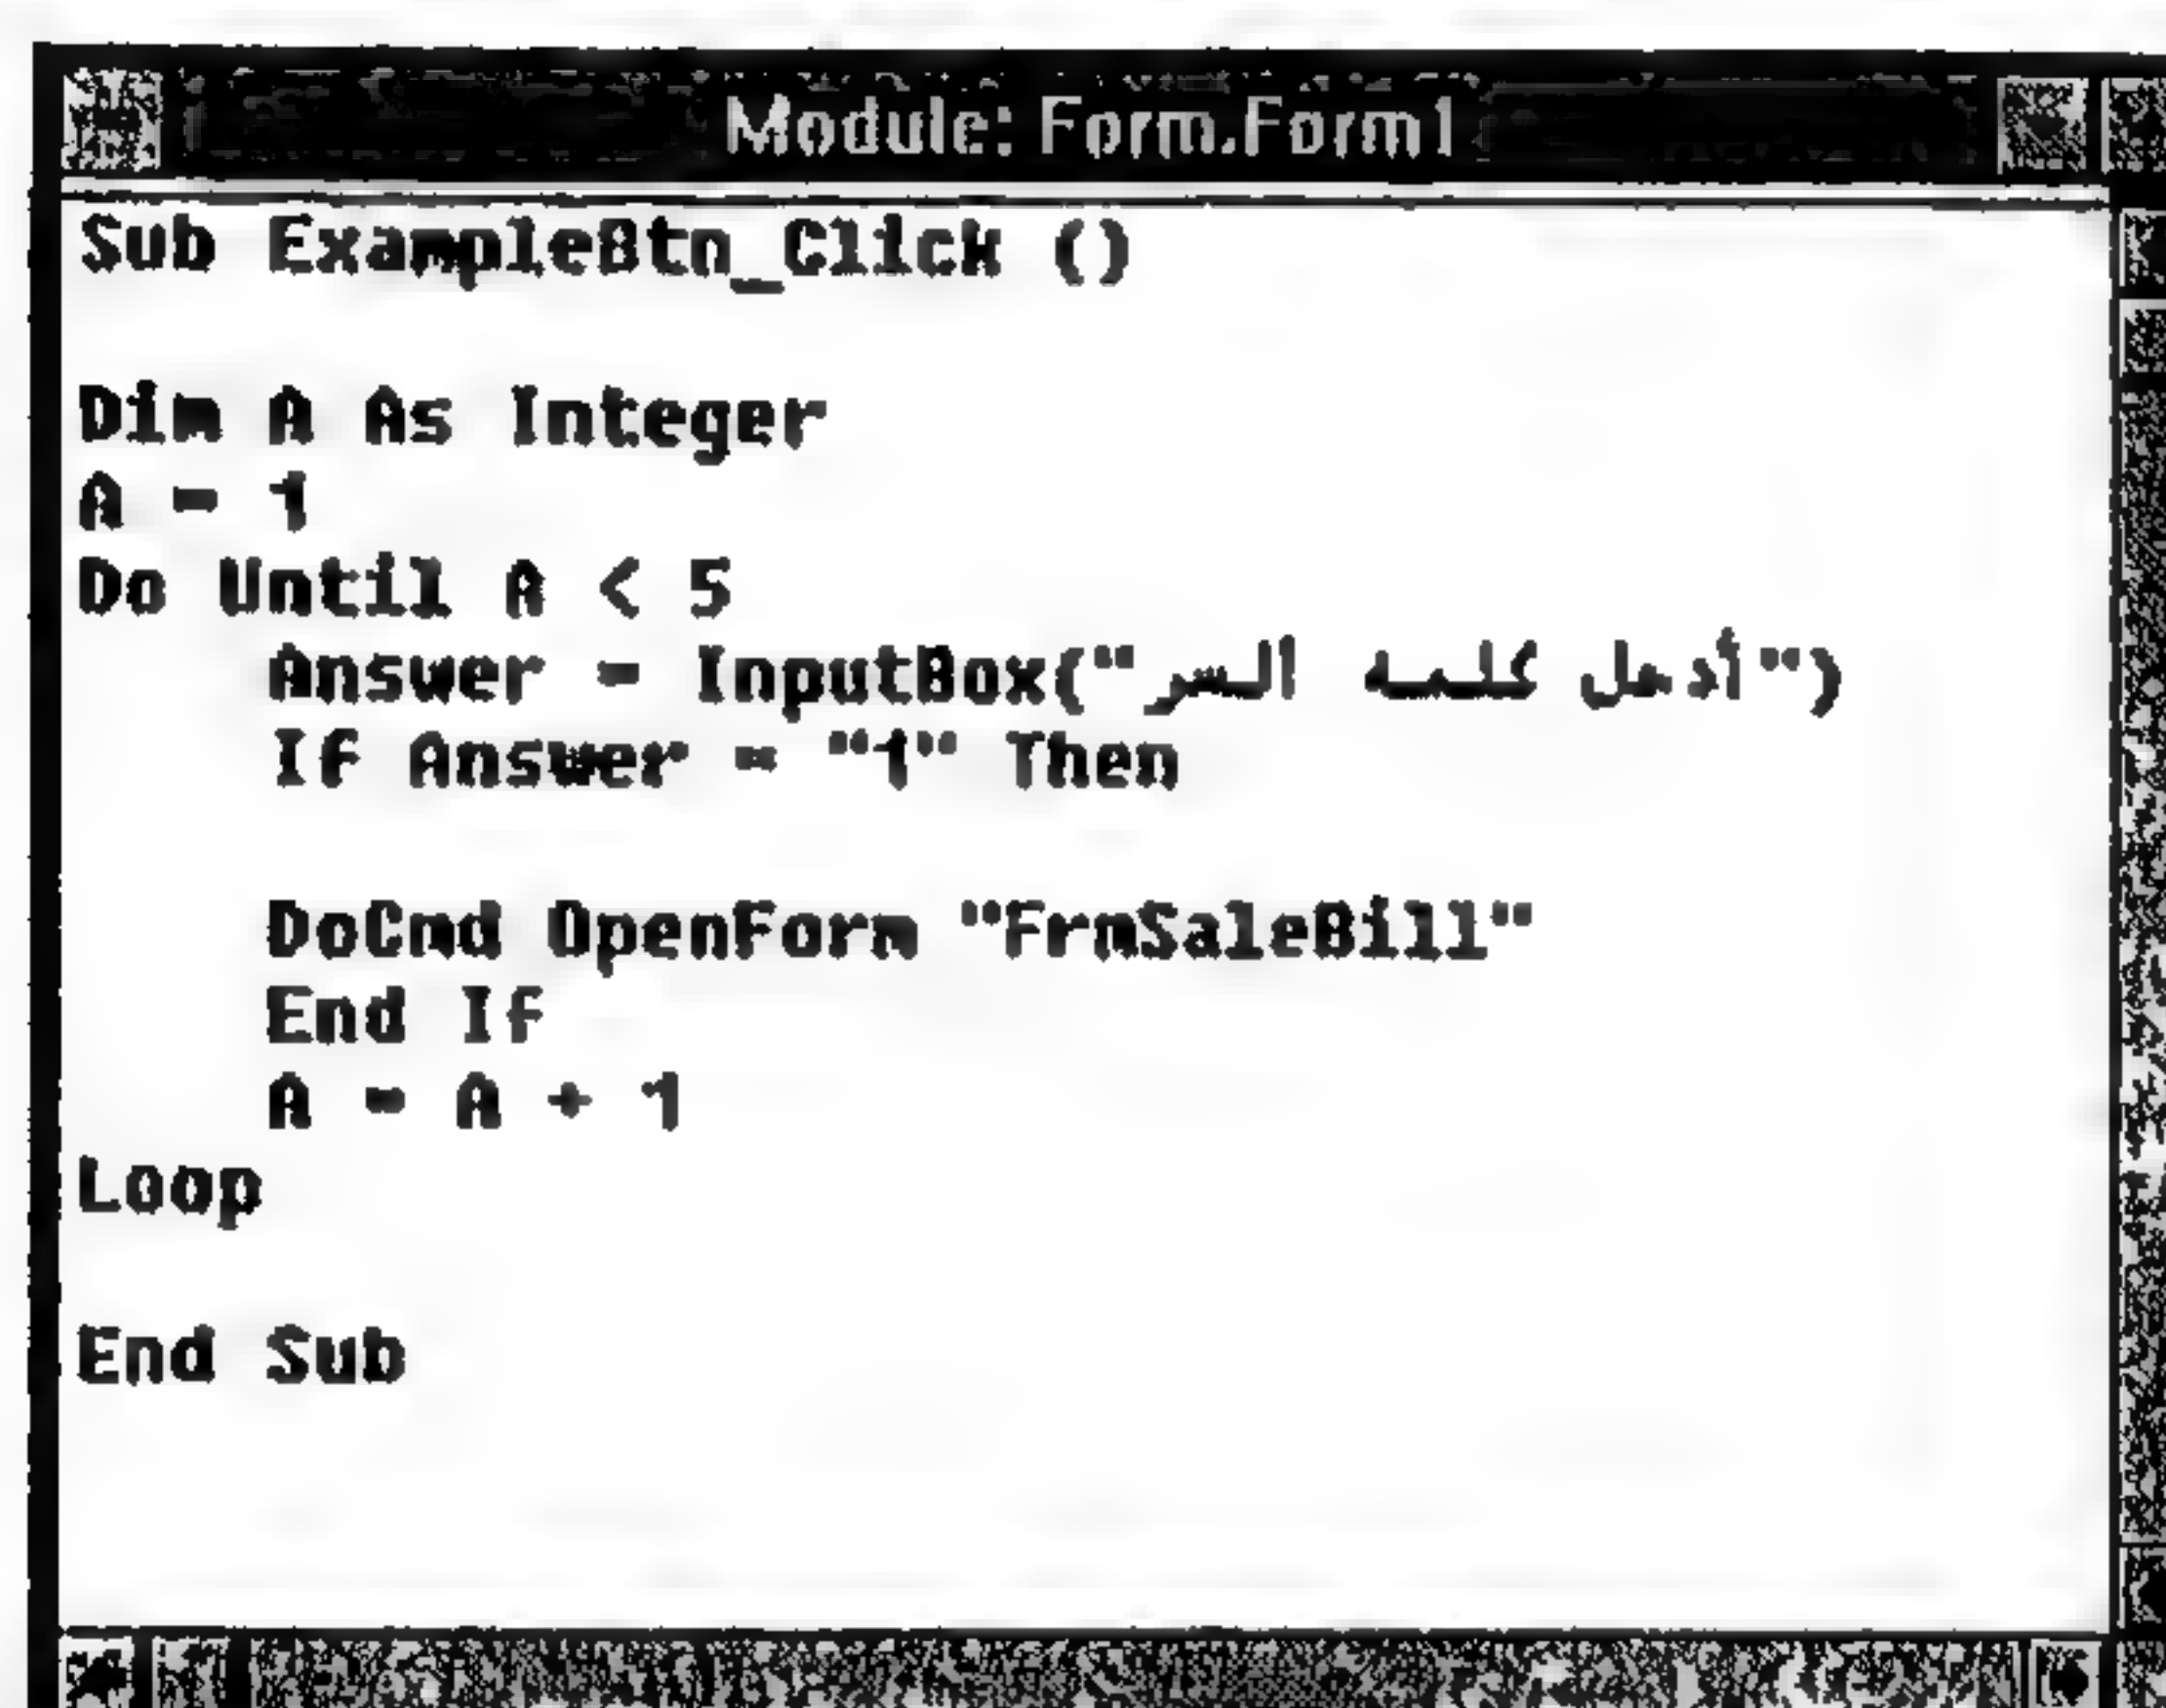 Module: Form.Form1
Sub ExampleBtn_Click ()
Dim A As Integer
A = 1
Do Until A < 5
Answer = InputBox("أدخل كلمه السر")
If Answer = "1" Then
DoCmd OpenForm "FrmSaleBill"
End If
A = A + 1
Loop
End Sub